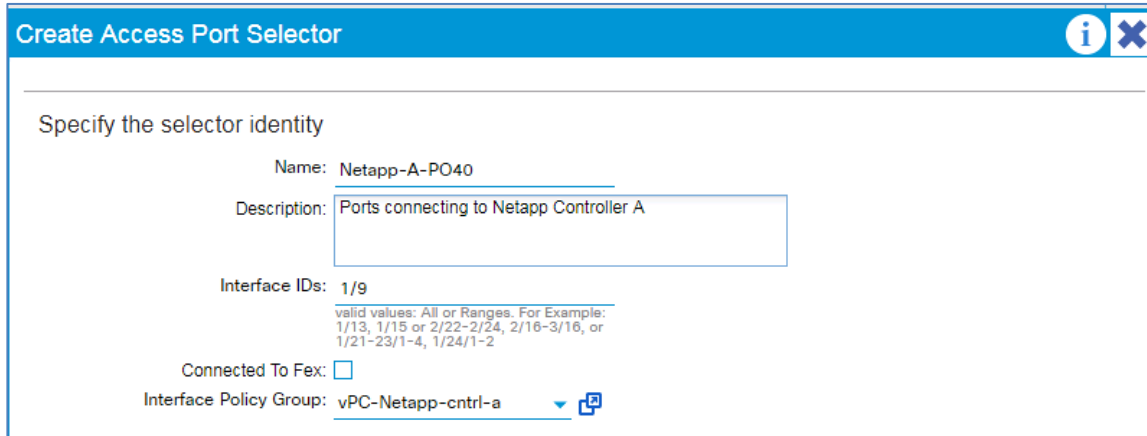 Create Access Port Selector
Specify the selector identity
Name: Netapp-A-PO40
Description: Ports connecting to Netapp Controller A
Interface IDs: 1/9
valid values: All or Ranges. For Example:
1/13, 1/15 or 2/22-2/24, 2/16-3/16, or
1/21-23/1-4, 1/24/1-2
Connected To Fex:
Interface Policy Group: vPC-Netapp-cntrl-a